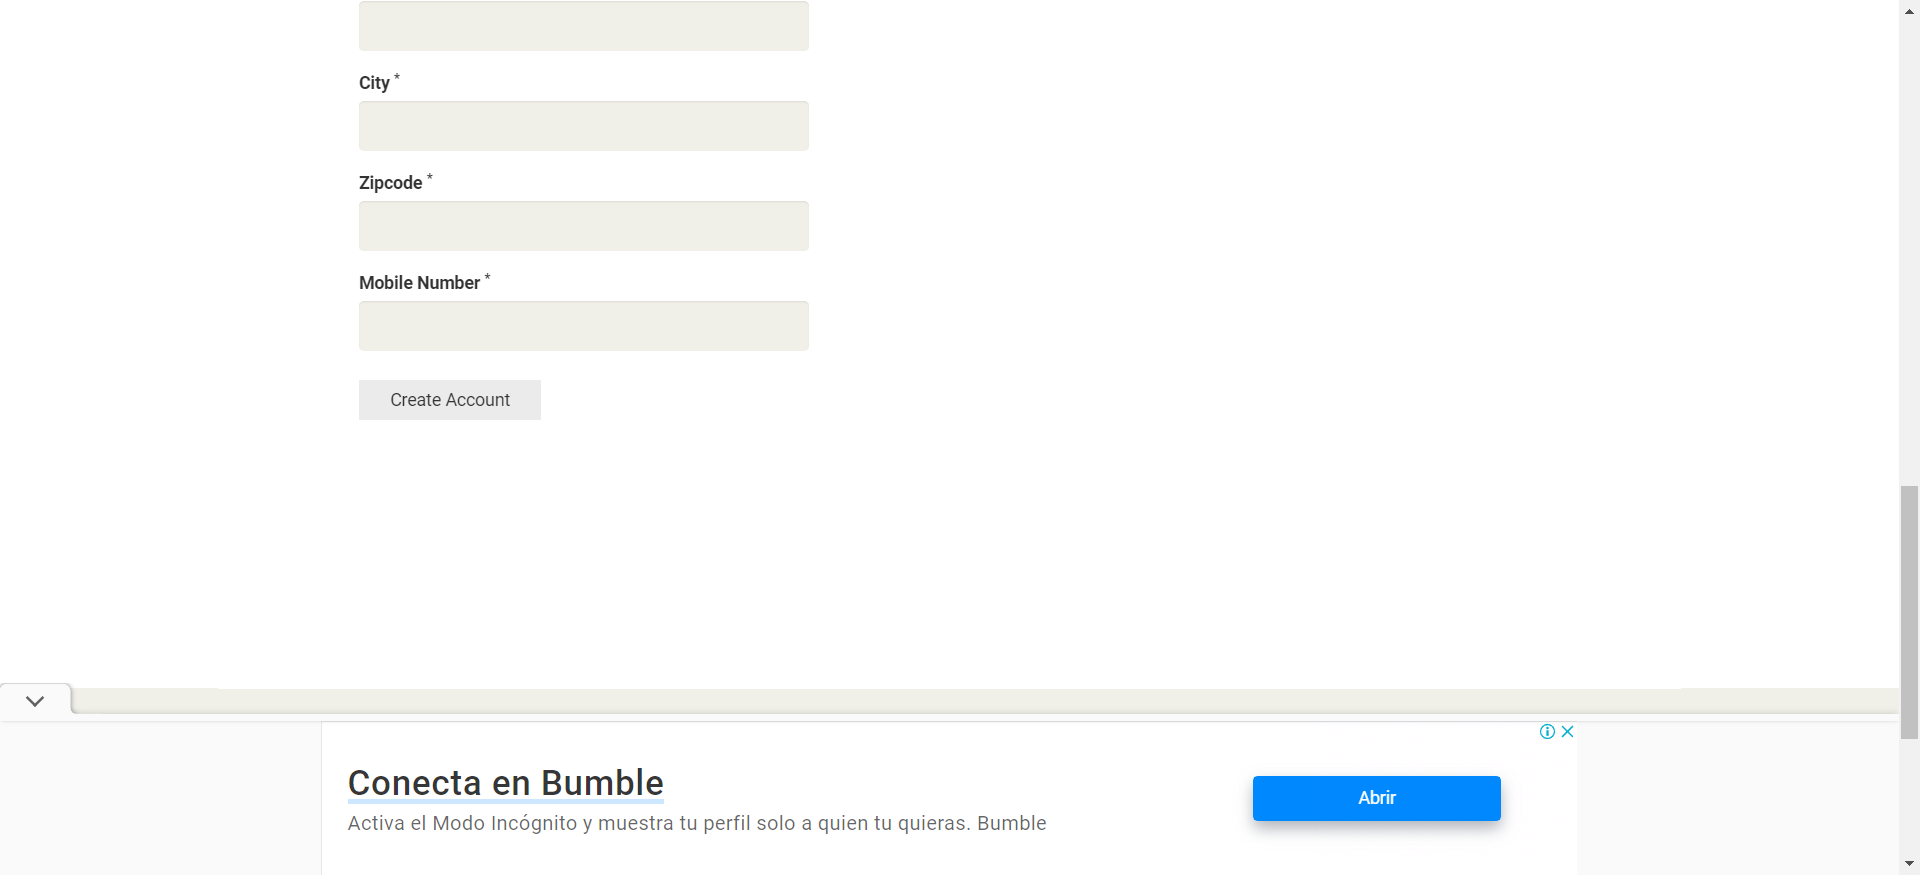 City *
Zipcode *
Mobile Number *
Create Account
Conecta en Bumble
Activa el Modo Incógnito y muestra tu perfil solo a quien tu quieras. Bumble
Abrir